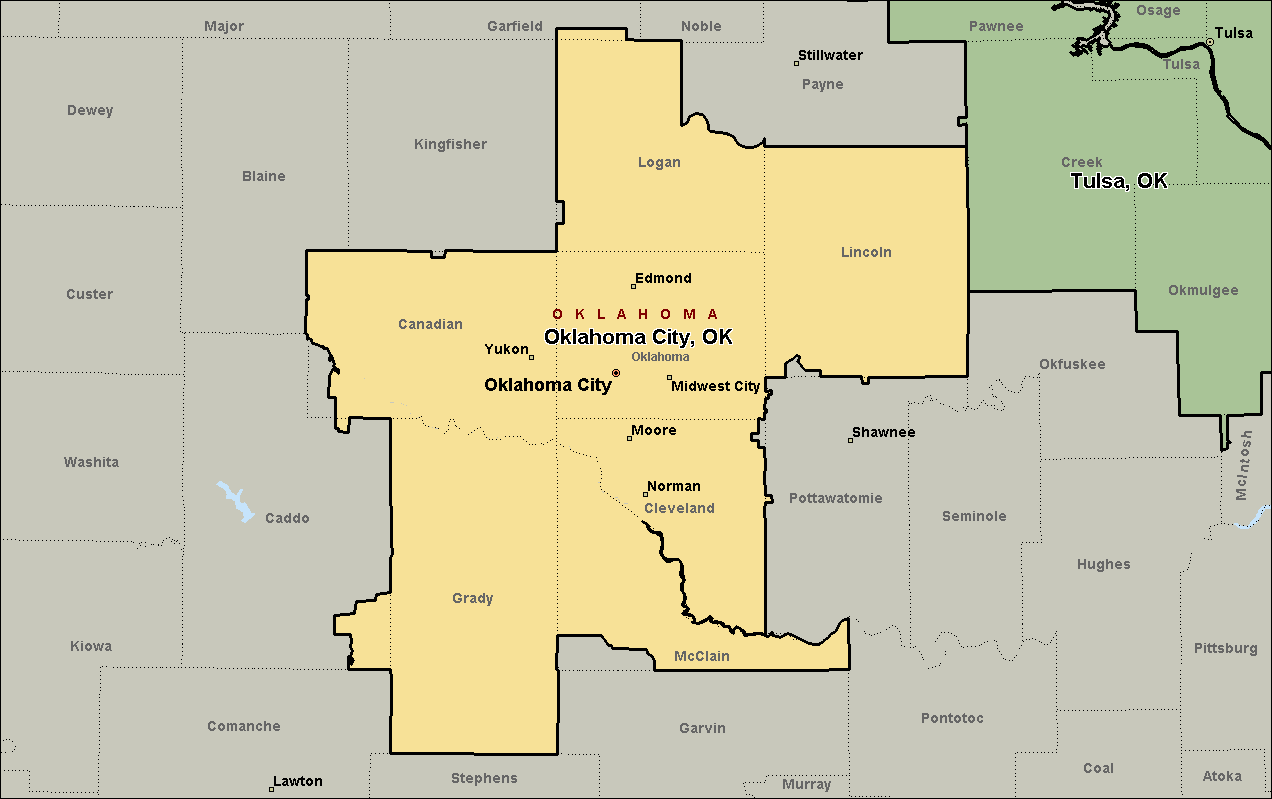 Osage
Major
Garfield
Noble
Pawnee
Tulsa
Stillwater
Tulsa
Payne
Dewey
Kingfisher
Logan
Creek
Blaine
Tulsa, OK
Lincoln
Edmond
Custer
Okmulgee
OKLAHOMA
Canadian
Oklahoma City, OK
Yukon
Oklahoma
Okfuskee
Oklahoma City
Midwest City
Moore
Shawnee
Washita
McIntosh
Norman
Pottawatomie
Cleveland
Caddo
Seminole
Hughes
Grady
Kiowa
McClain
Pittsburg
Comanche
Garvin
Pontotoc
Coal
Stephens
Atoka
Lawton
Murray